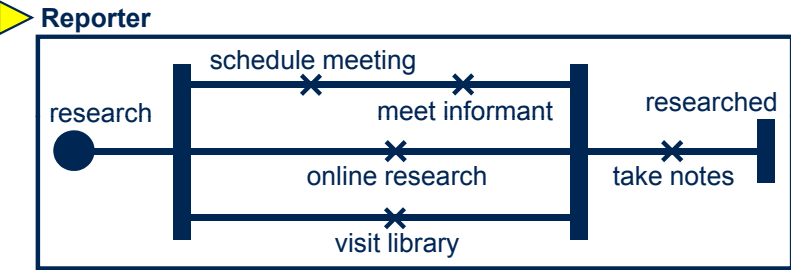 Reporter
schedule meeting
research
meet informant
researched
online research
take notes
visit library